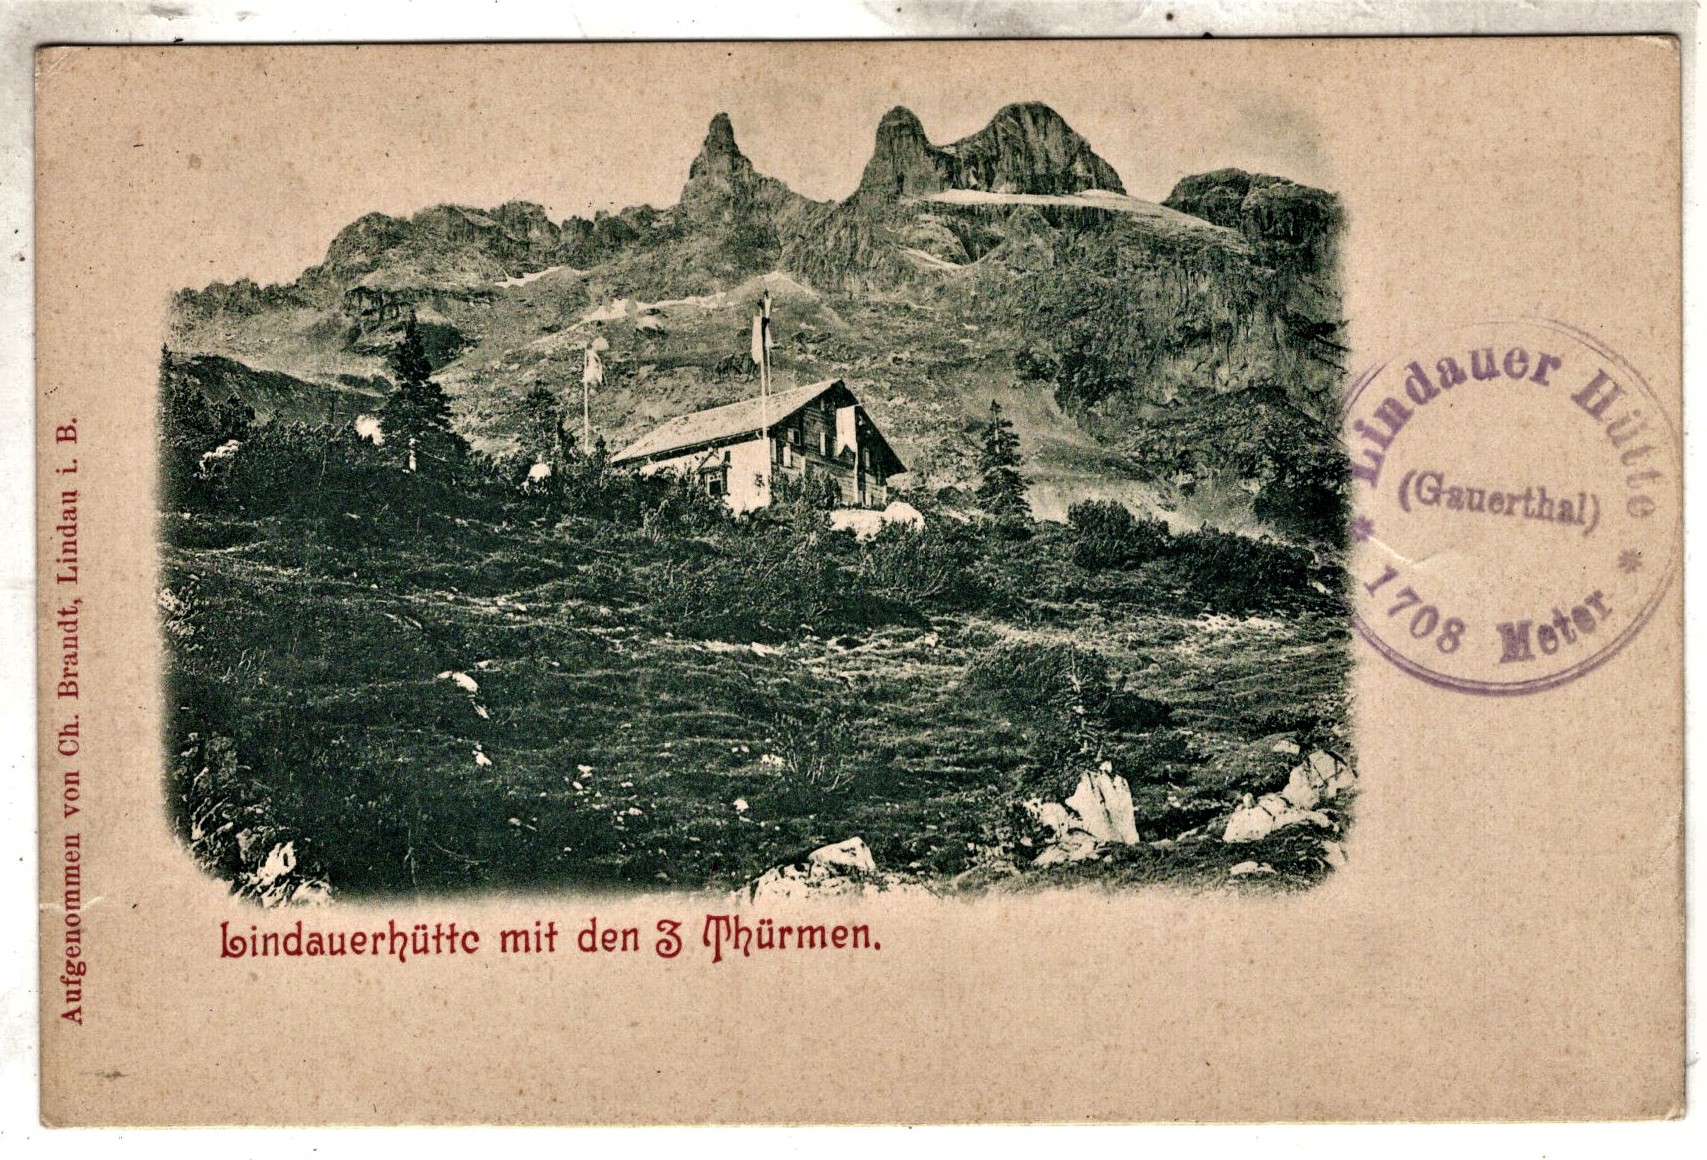 Lindauer Hütte
(Gauerthal)
* 1708 Meter *
Lindauerhütte mit den 3 Thürmen.
Aufgenommen von Ch. Brandt, Lindau i. B.